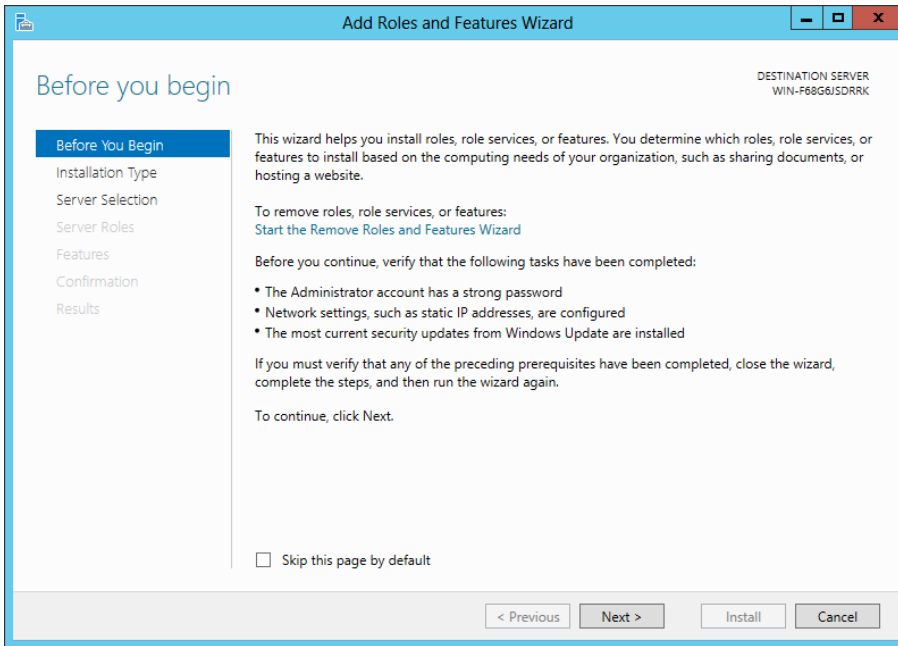 Add Roles and Features Wizard
Before you begin
DESTINATION SERVER
WIN-F68G6JSDRRK
Before You Begin
Installation Type
Server Selection
Server Roles
Features
Confirmation
Results
This wizard helps you install roles, role services, or features. You determine which roles, role services, or
features to install based on the computing needs of your organization, such as sharing documents, or
hosting a website.
To remove roles, role services, or features:
Start the Remove Roles and Features Wizard
Before you continue, verify that the following tasks have been completed:
• The Administrator account has a strong password
• Network settings, such as static IP addresses, are configured
• The most current security updates from Windows Update are installed
If you must verify that any of the preceding prerequisites have been completed, close the wizard,
complete the steps, and then run the wizard again.
To continue, click Next.
Skip this page by default
< Previous
Next >
Install
Cancel